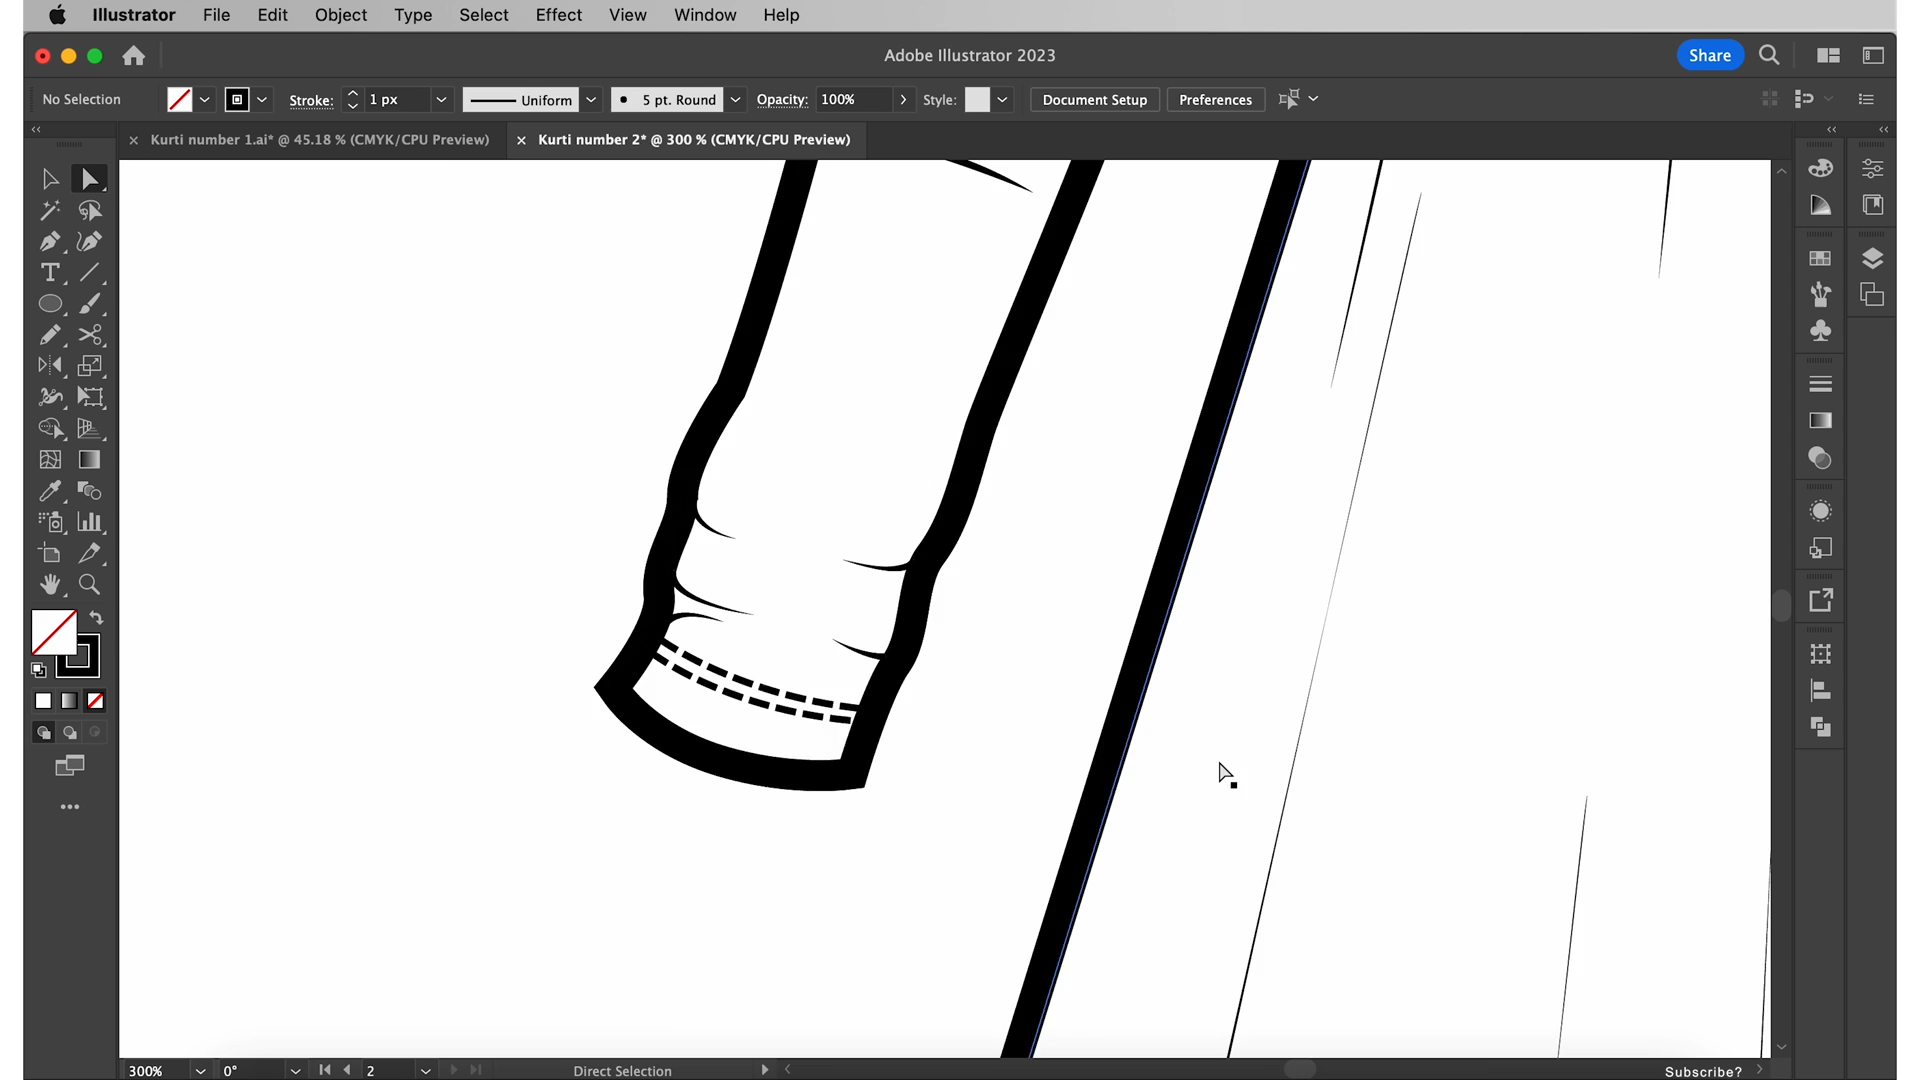 Illustrator File Edit Object Type Select Effect View Window Help
Adobe Illustrator 2023
Share
No Selection
Stroke: 1 px
Uniform
5 pt. Round
Opacity: 100%
Style:
Document Setup
Preferences
Kurti number 1.ai* @ 45.18 % (CMYK/CPU Preview)
Kurti number 2* @ 300 % (CMYK/CPU Preview)
300%
0°
2
Direct Selection
Subscribe?